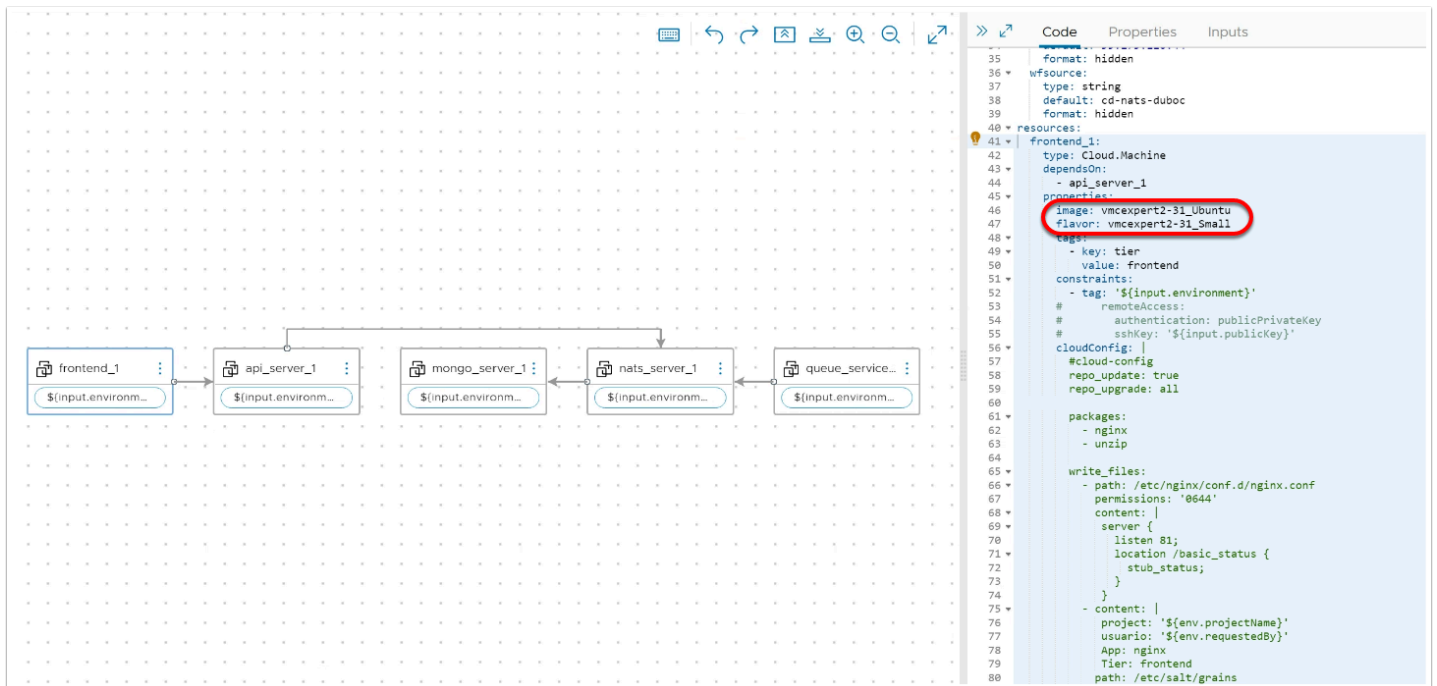 Code Properties Inputs
35 format: hidden
36 wfsource:
37 type: string
38 default: cd-nats-duboc
39 format: hidden
40 resources:
41 frontend_1:
42 type: Cloud.Machine
43 dependsOn:
44 - api_server_1
45 properties:
46 image: vmcexpert2-31_Ubuntu
47 flavor: vmcexpert2-31_Small
48 tags:
49 - key: tier
50 value: frontend
51 constraints:
52 - tag: '${input.environment}'
53 # remoteAccess:
54 # authentication: publicPrivateKey
55 # sshKey: '${input.publicKey}'
56 cloudConfig: |
57 #cloud-config
58 repo_update: true
59 repo_upgrade: all
60
61 packages:
62 - nginx
63 - unzip
64
65 write_files:
66 - path: /etc/nginx/conf.d/nginx.conf
67 permissions: '0644'
68 content: |
69 server {
70 listen 81;
71 location /basic_status {
72 stub_status;
73 }
74 }
75 - content: |
76 project: '${env.projectName}'
77 usuario: '${env.requestedBy}'
78 App: nginx
79 Tier: frontend
80 path: /etc/salt/grains
frontend_1
${input.environm...
api_server_1
${input.environm...
mongo_server_1
${input.environm...
nats_server_1
${input.environm...
queue_service...
${input.environm...